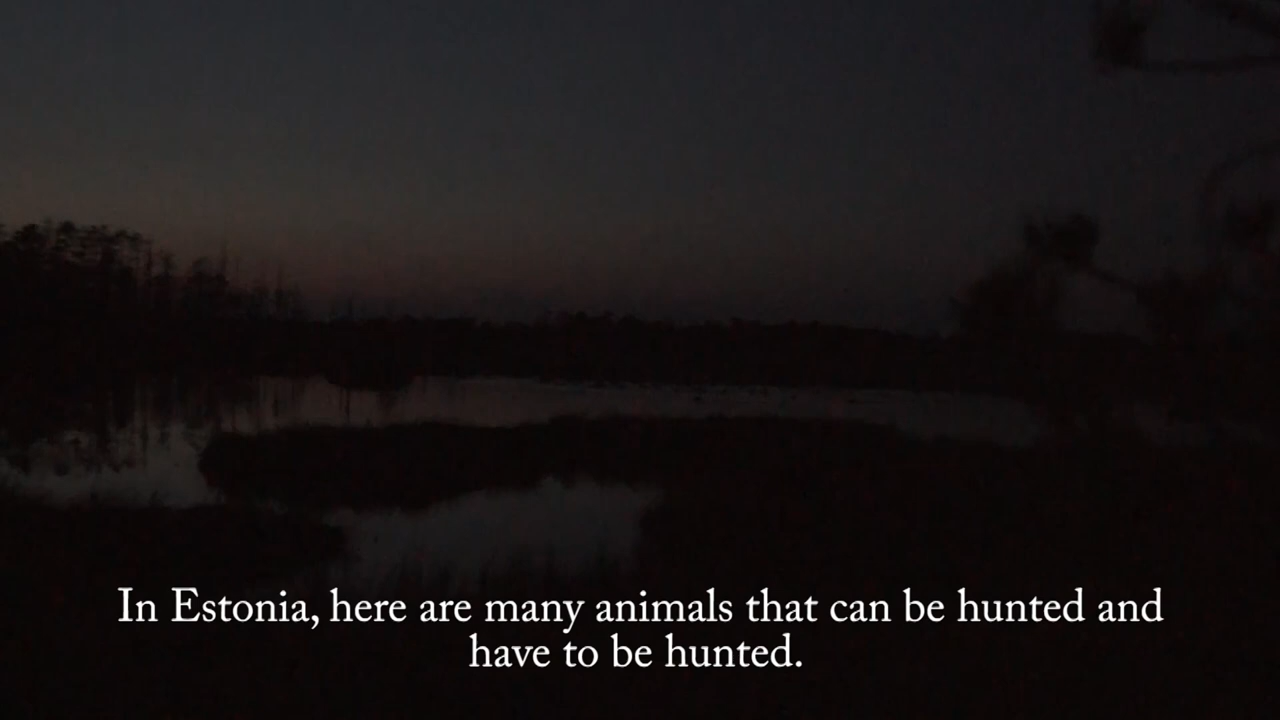 In Estonia, here are many animals that can be hunted and
have to be hunted.